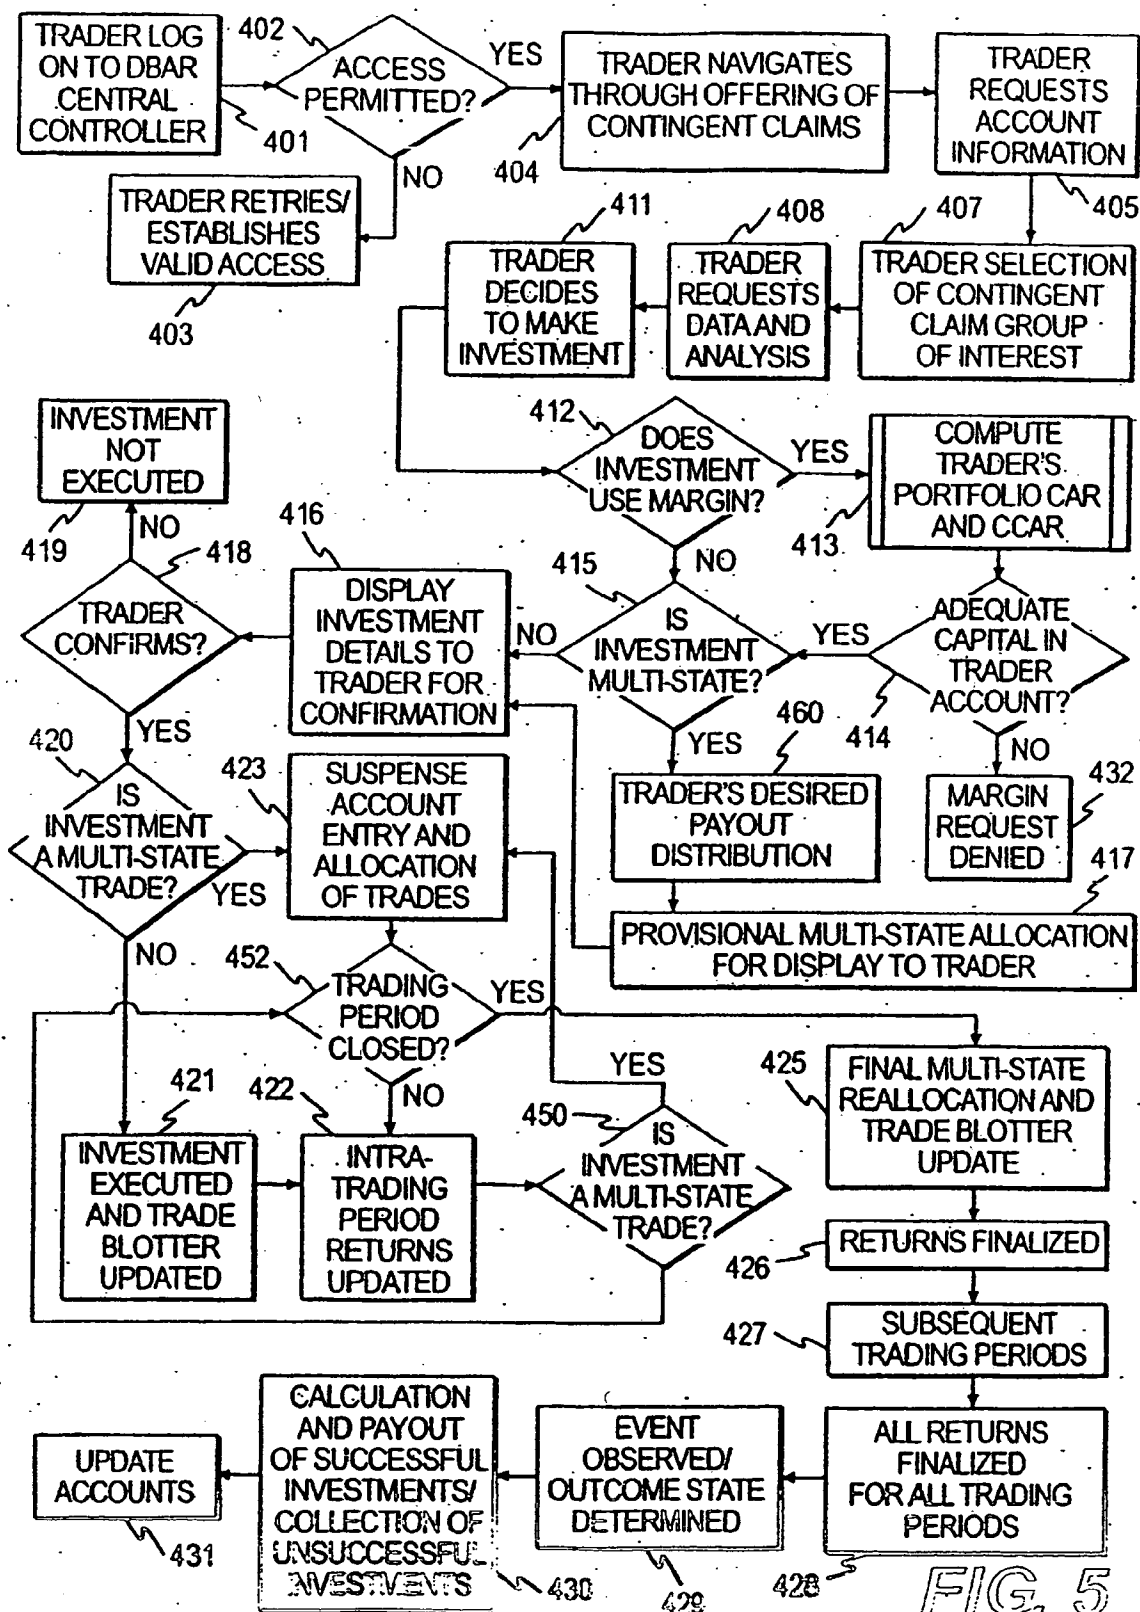 TRADER LOG
ON TO DBAR
CENTRAL
CONTROLLER
401
402
ACCESS
PERMITTED?
YES
NO
TRADER RETRIES/
ESTABLISHES
VALID ACCESS
403
TRADER NAVIGATES
THROUGH OFFERING OF
CONTINGENT CLAIMS
404
TRADER
REQUESTS
ACCOUNT
INFORMATION
405
407
TRADER SELECTION
OF CONTINGENT
CLAIM GROUP
OF INTEREST
408
TRADER
REQUESTS
DATA AND
ANALYSIS
411
TRADER
DECIDES
TO MAKE
INVESTMENT
412
DOES
INVESTMENT
USE MARGIN?
YES
NO
COMPUTE
TRADER'S
PORTFOLIO CAR
AND CCAR
413
ADEQUATE
CAPITAL IN
TRADER
ACCOUNT?
414
YES
NO
MARGIN
REQUEST
DENIED
432
415
IS
INVESTMENT
MULTI-STATE?
NO
YES
460
TRADER'S DESIRED
PAYOUT
DISTRIBUTION
417
PROVISIONAL MULTI-STATE ALLOCATION
FOR DISPLAY TO TRADER
416
DISPLAY
INVESTMENT
DETAILS TO
TRADER FOR
CONFIRMATION
418
TRADER
CONFIRMS?
NO
INVESTMENT
NOT
EXECUTED
419
YES
420
IS
INVESTMENT
A MULTI-STATE
TRADE?
YES
NO
423
SUSPENSE
ACCOUNT
ENTRY AND
ALLOCATION
OF TRADES
452
TRADING
PERIOD
CLOSED?
YES
NO
421
INVESTMENT
EXECUTED
AND TRADE
BLOTTER
UPDATED
422
INTRA-
TRADING
PERIOD
RETURNS
UPDATED
450
YES
IS
INVESTMENT
A MULTI-STATE
TRADE?
425
FINAL MULTI-STATE
REALLOCATION AND
TRADE BLOTTER
UPDATE
RETURNS FINALIZED
426
427
SUBSEQUENT
TRADING PERIODS
ALL RETURNS
FINALIZED
FOR ALL TRADING
PERIODS
428
EVENT
OBSERVED/
OUTCOME STATE
DETERMINED
429
CALCULATION
AND PAYOUT
OF SUCCESSFUL
INVESTMENTS/
COLLECTION OF
UNSUCCESSFUL
INVESTMENTS
430
UPDATE
ACCOUNTS
431
FIG. 5